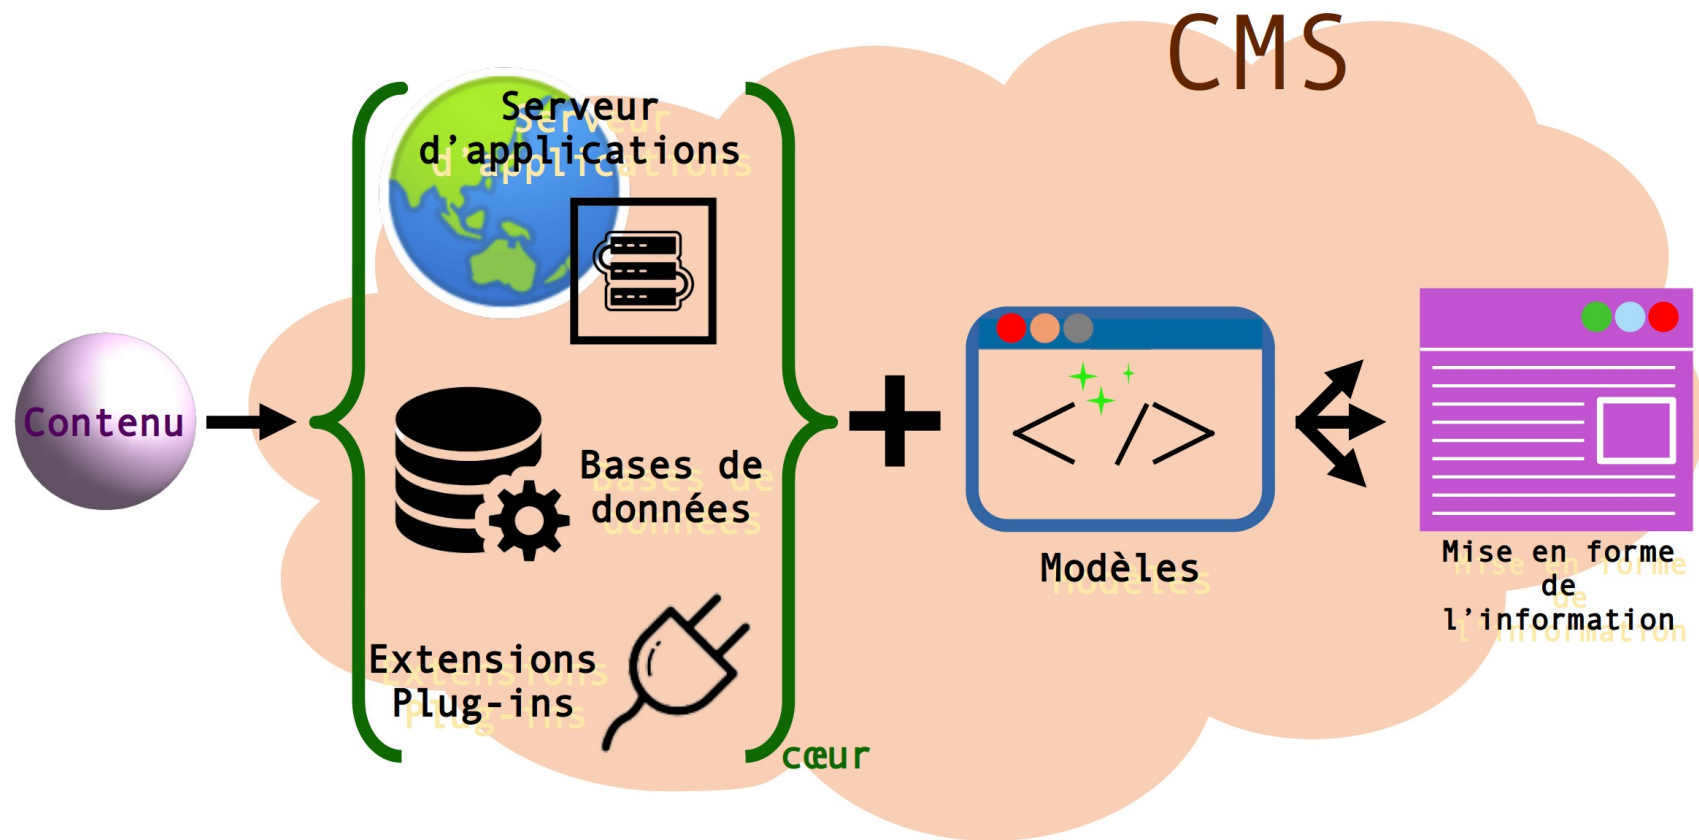 CMS
Serveur
d’applications
Contenu
Bases de
données
Extensions
Plug-ins
cœur
Modèles
Mise en forme
de
l’information